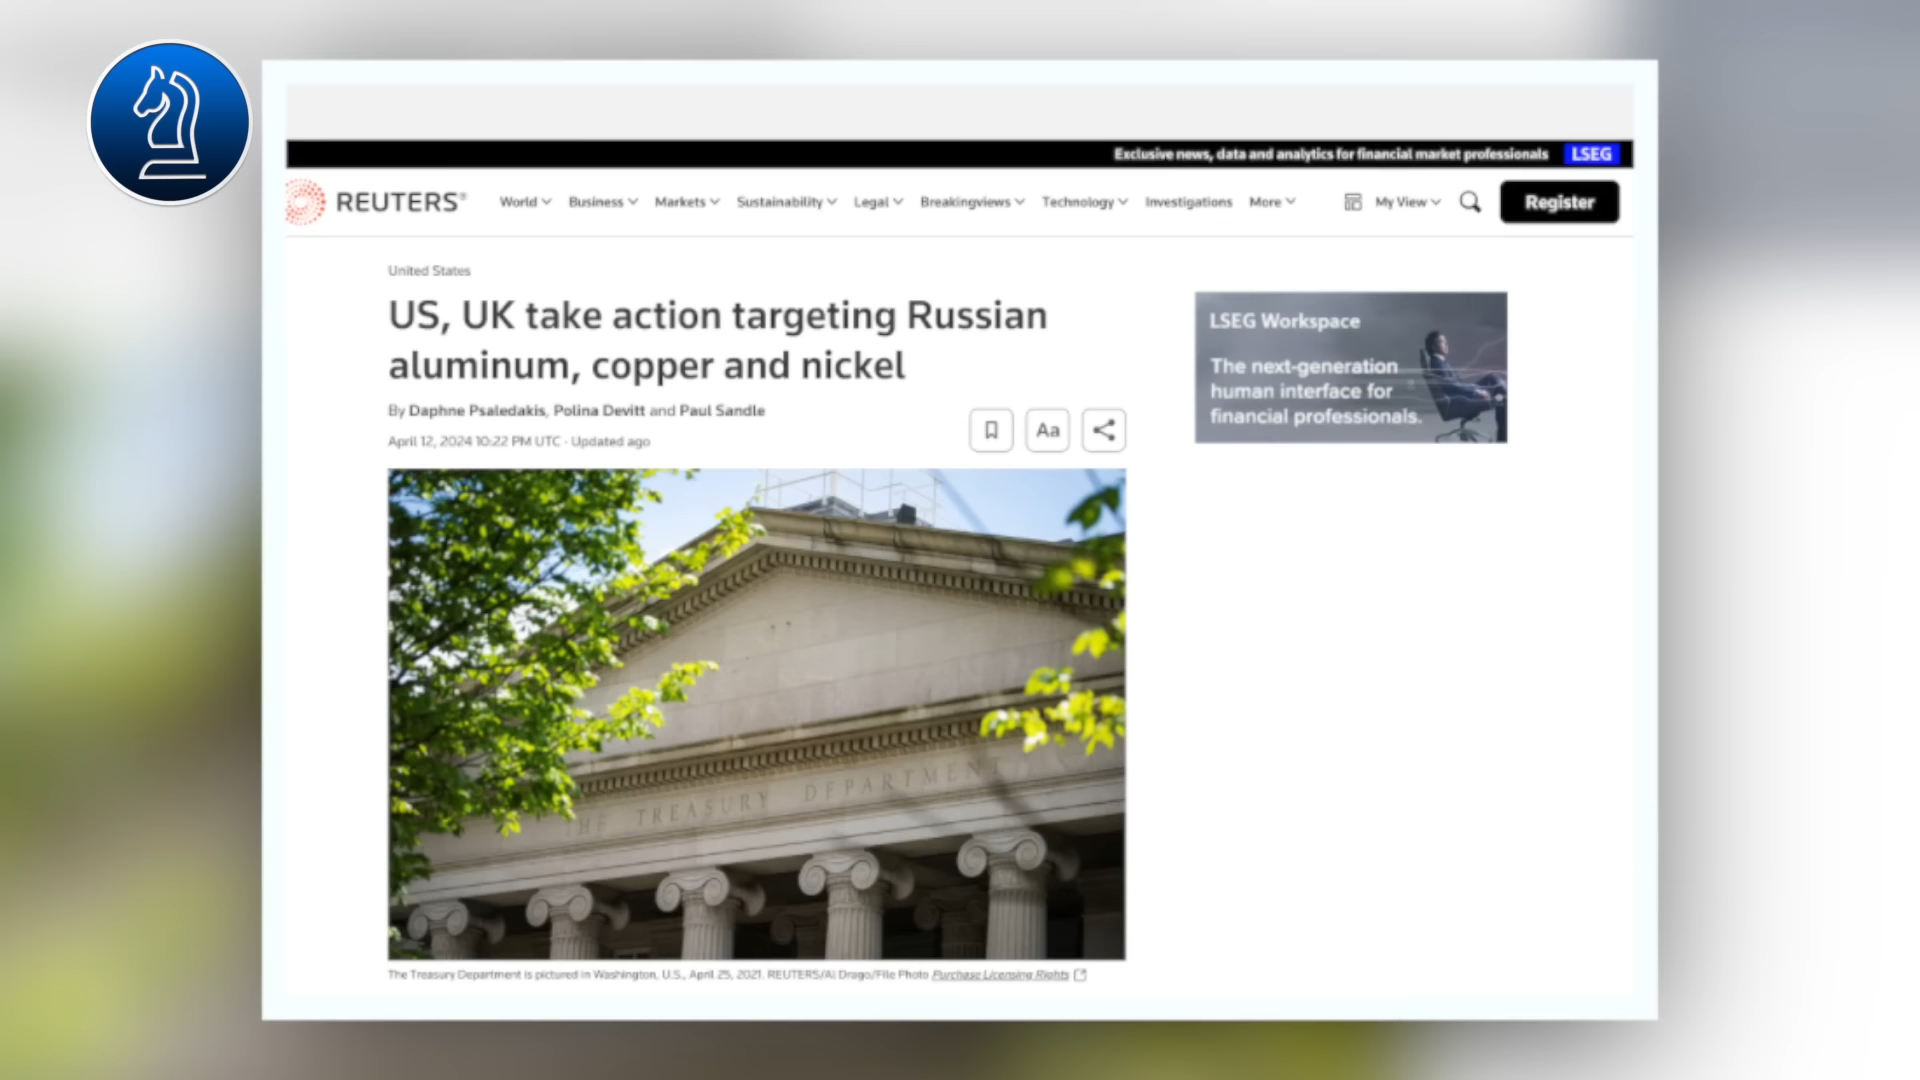 Exclusive news, data and analytics for financial market professionals LSEG
REUTERS®
World Business Markets Sustainability Legal Breakingviews Technology Investigations More My View Register
United States
US, UK take action targeting Russian
aluminum, copper and nickel
By Daphne Psaledakis, Polina Devitt and Paul Sandle
April 12, 2024 10:22 PM UTC · Updated ago
Aa
LSEG Workspace
The next-generation
human interface for
financial professionals.
THE TREASURY DEPARTMENT
The Treasury Department is pictured in Washington, U.S., April 25, 2021. REUTERS/Al Drago/File Photo Purchase Licensing Rights